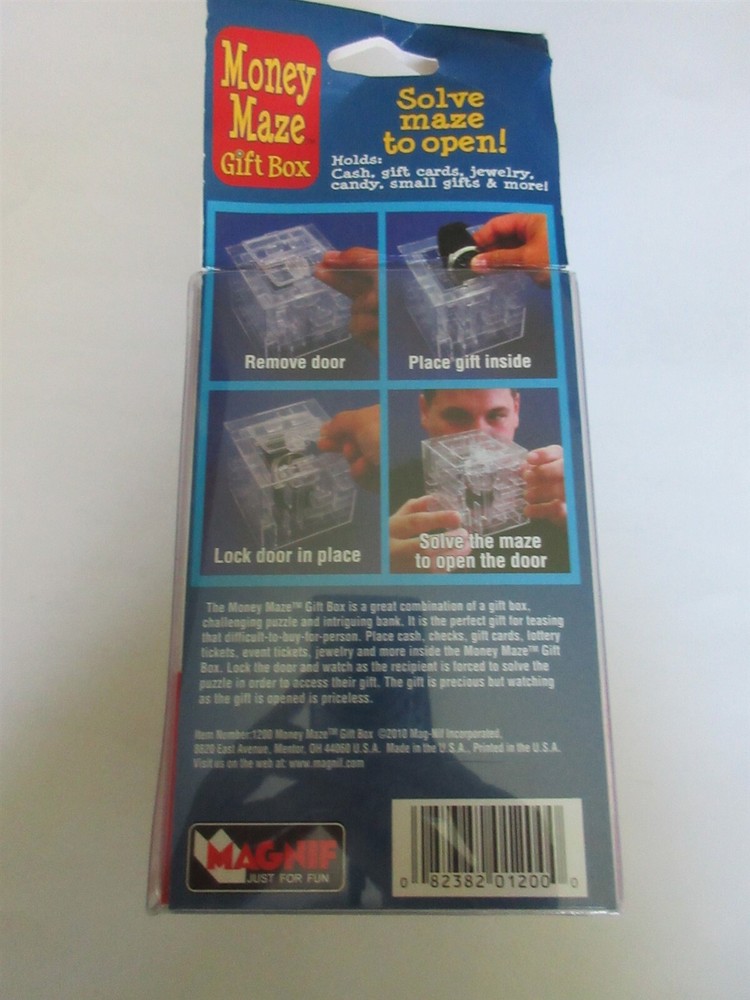 Money
Maze™
Gift Box
Solve
maze
to open!
Holds:
Cash, gift cards, jewelry,
candy, small gifts & more!
Remove door
Place gift inside
Lock door in place
Solve the maze
to open the door
The Money Maze™ Gift Box is a great combination of a gift box,
challenging puzzle and intriguing bank. It is the perfect gift for teasing
that difficult-to-buy-for-person. Place cash, checks, gift cards, lottery
tickets, event tickets, jewelry and more inside the Money Maze™ Gift
Box. Lock the door and watch as the recipient is forced to solve the
puzzle in order to access their gift. The gift is precious but watching
as the gift is opened is priceless.
Item Number:1200 Money Maze™ Gift Box ©2010 Mag-Nif Incorporated,
8820 East Avenue, Mentor, OH 44060 U.S.A. Made in the U.S.A., Printed in the U.S.A.
Visit us on the web at: www.magnif.com
MAGNIF
JUST FOR FUN
0 82382 01200 0